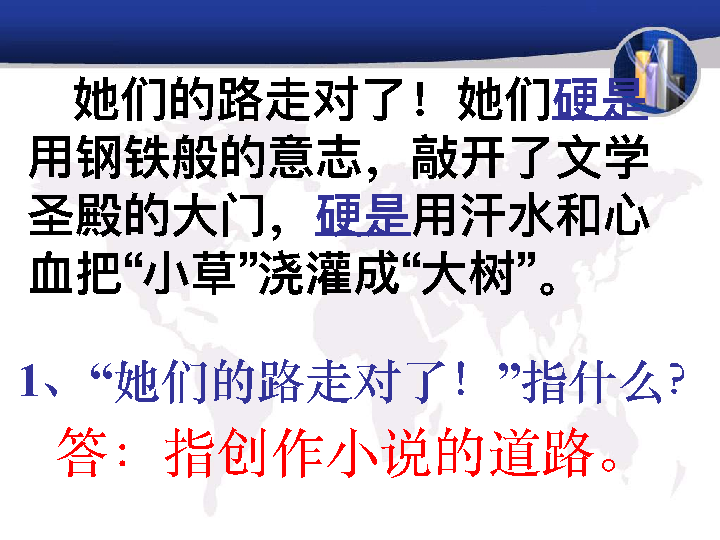 她们的路走对了！她们硬是
用钢铁般的意志，敲开了文学
圣殿的大门，硬是用汗水和心
血把“小草”浇灌成“大树”。
1、“她们的路走对了！”指什么？
答：指创作小说的道路。